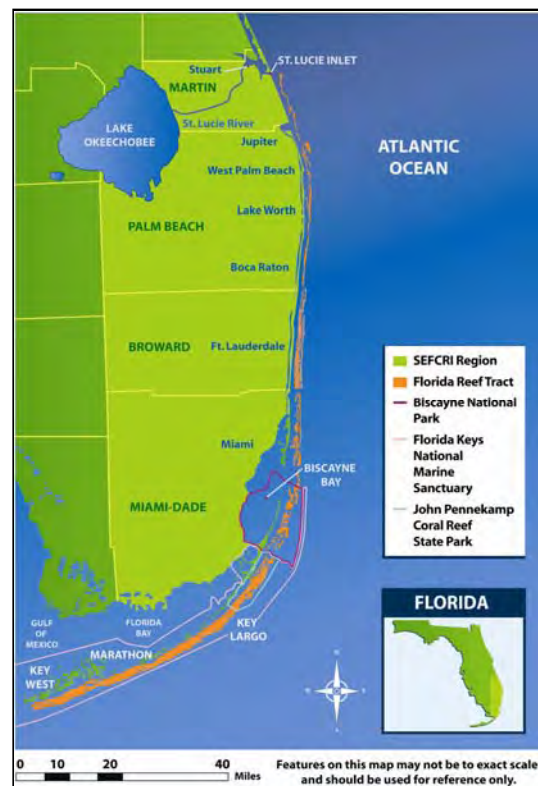 ST. LUCIE INLET
Stuart
MARTIN
LAKE
OKEECHOBEE
St. Lucie River
ATLANTIC
OCEAN
Jupiter
West Palm Beach
Lake Worth
PALM BEACH
Boca Raton
BROWARD
Ft. Lauderdale
SEFCRI Region
Florida Reef Tract
Biscayne National
Park
Florida Keys
National
Marine
Sanctuary
John Pennekamp
Coral Reef
State Park
Miami
BISCAYNE
BAY
MIAMI-DADE
FLORIDA
GULF
OF
MEXICO
FLORIDA
BAY
KEY
LARGO
MARATHON
KEY
WEST
0 10 20 40
Miles
Features on this map may not be to exact scale
and should be used for reference only.